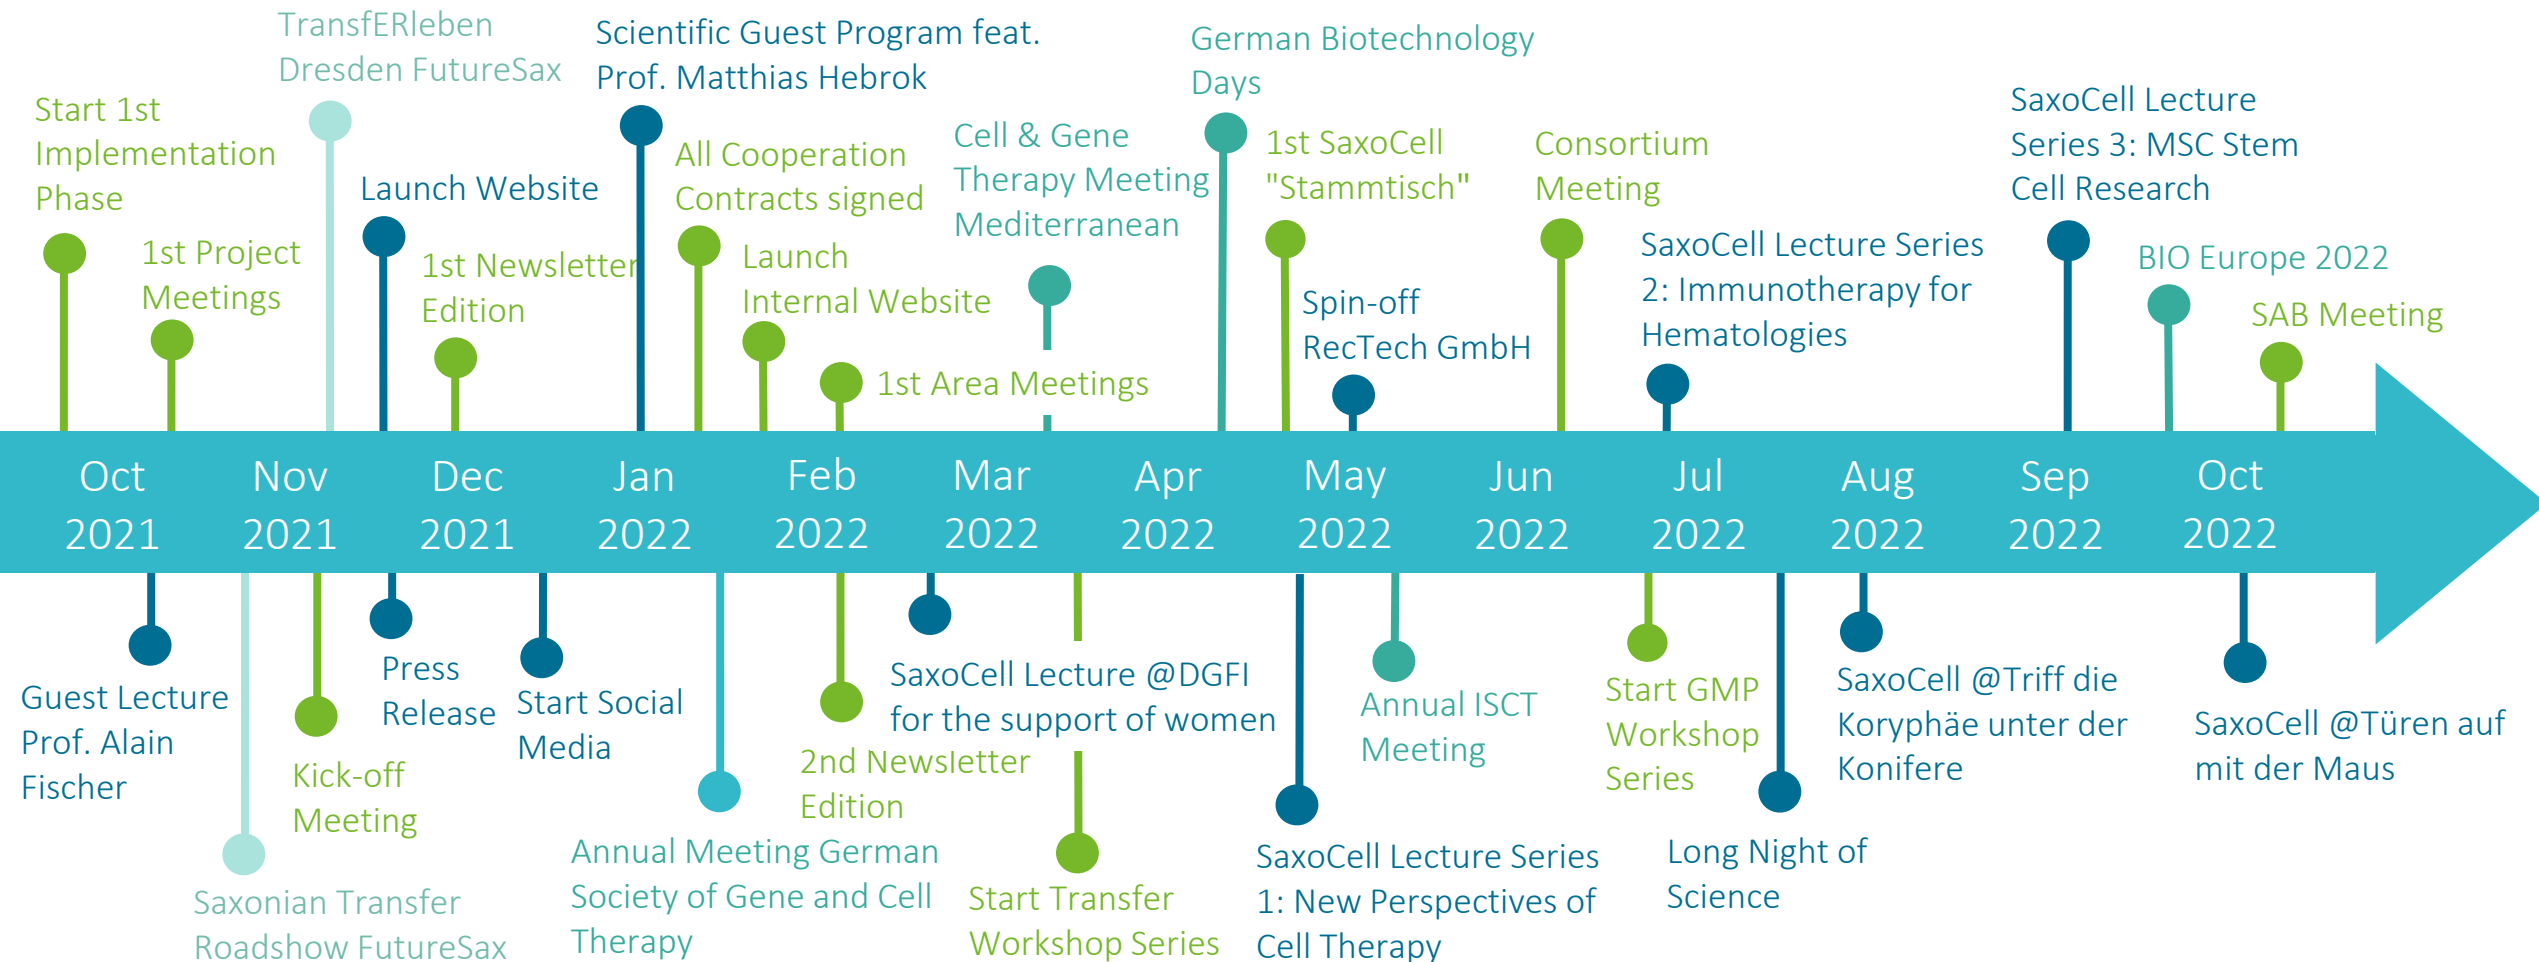 TransfERleben
Dresden FutureSax
Scientific Guest Program feat.
Prof. Matthias Hebrok
German Biotechnology
Days
Start 1st
Implementation
Phase
1st Project
Meetings
Launch Website
1st Newsletter
Edition
All Cooperation
Contracts signed
Launch
Internal Website
1st Area Meetings
Cell & Gene
Therapy Meeting
Mediterranean
1st SaxoCell
"Stammtisch"
Spin-off
RecTech GmbH
Consortium
Meeting
SaxoCell Lecture Series
2: Immunotherapy for
Hematologies
SaxoCell Lecture
Series 3: MSC Stem
Cell Research
BIO Europe 2022
SAB Meeting
Oct
2021
Nov
2021
Dec
2021
Jan
2022
Feb
2022
Mar
2022
Apr
2022
May
2022
Jun
2022
Jul
2022
Aug
2022
Sep
2022
Oct
2022
Guest Lecture
Prof. Alain
Fischer
Saxonian Transfer
Roadshow FutureSax
Kick-off
Meeting
Press
Release
Start Social
Media
Annual Meeting German
Society of Gene and Cell
Therapy
2nd Newsletter
Edition
SaxoCell Lecture @DGFI
for the support of women
Start Transfer
Workshop Series
SaxoCell Lecture Series
1: New Perspectives of
Cell Therapy
Annual ISCT
Meeting
Start GMP
Workshop
Series
Long Night of
Science
SaxoCell @Triff die
Koryphäe unter der
Konifere
SaxoCell @Türen auf
mit der Maus